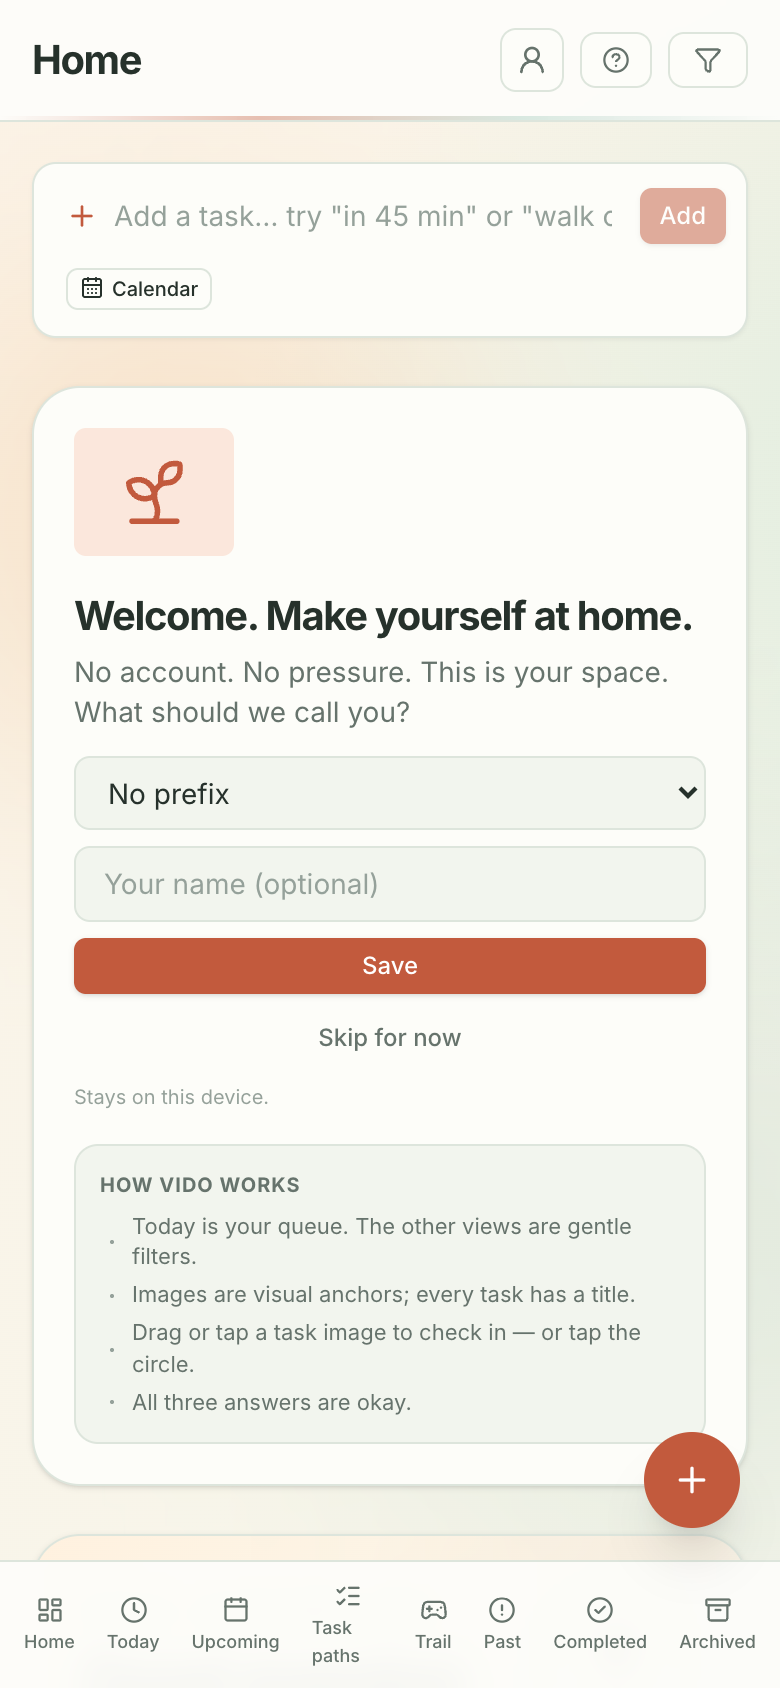 Home
Add a task... try "in 45 min" or "walk
Add
Calendar
Welcome. Make yourself at home.
No account. No pressure. This is your space.
What should we call you?
No prefix
Your name (optional)
Save
Skip for now
Stays on this device.
HOW VIDO WORKS
· Today is your queue. The other views are gentle
filters.
· Images are visual anchors; every task has a title.
· Drag or tap a task image to check in — or tap the
circle.
· All three answers are okay.
Home
Today
Upcoming
Task
paths
Trail
Past
Completed
Archived